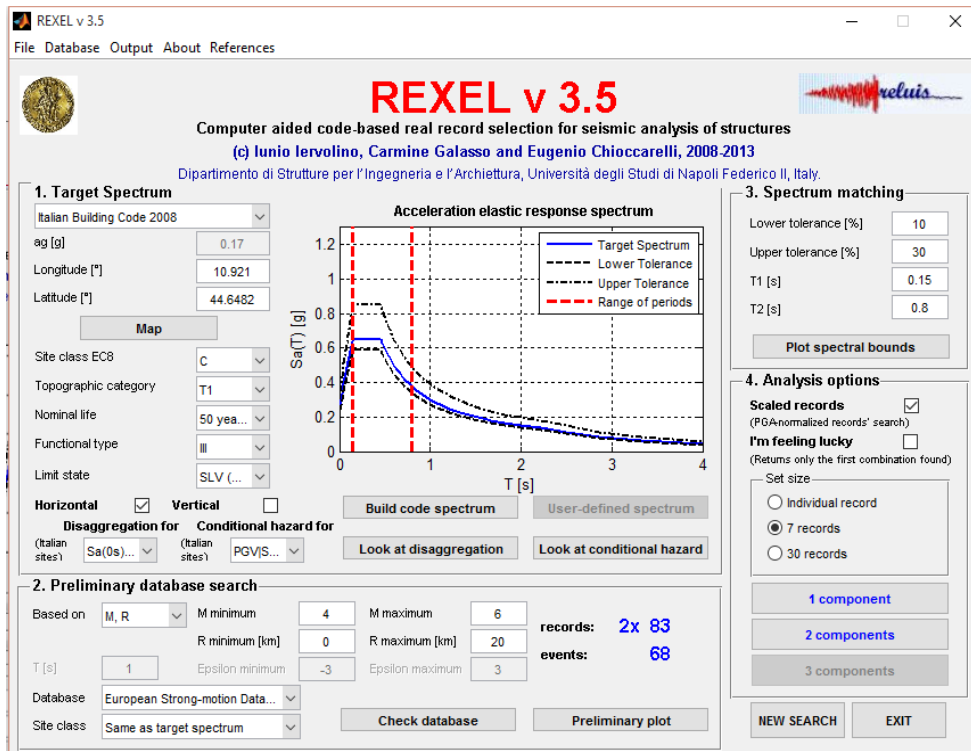 REXEL v 3.5
File Database Output About References
REXEL v 3.5
reluis
Computer aided code-based real record selection for seismic analysis of structures
(c) Iunio Iervolino, Carmine Galasso and Eugenio Chioccarelli, 2008-2013
Dipartimento di Strutture per l'Ingegneria e l'Archiettura, Università degli Studi di Napoli Federico II, Italy.
1. Target Spectrum
Italian Building Code 2008
ag [g] 0.17
Longitude [°] 10.921
Latitude [°] 44.6482
Map
Site class EC8 C
Topographic category T1
Nominal life 50 yea...
Functional type III
Limit state SLV (...
Horizontal Vertical
Disaggregation for Conditional hazard for
(Italian sites) Sa(0s)... (Italian sites) PGV|S...
Acceleration elastic response spectrum
Sa(T) [g]
1.2
1
0.8
0.6
0.4
0.2
0
Target Spectrum
Lower Tolerance
Upper Tolerance
Range of periods
0 1 2 3 4
T [s]
Build code spectrum User-defined spectrum
Look at disaggregation Look at conditional hazard
2. Preliminary database search
Based on M, R M minimum 4 M maximum 6
R minimum [km] 0 R maximum [km] 20
T [s] 1 Epsilon minimum -3 Epsilon maximum 3
records: 2x 83
events: 68
Database European Strong-motion Data...
Site class Same as target spectrum
Check database Preliminary plot
3. Spectrum matching
Lower tolerance [%] 10
Upper tolerance [%] 30
T1 [s] 0.15
T2 [s] 0.8
Plot spectral bounds
4. Analysis options
Scaled records
(PGA-normalized records' search)
I'm feeling lucky
(Returns only the first combination found)
Set size
Individual record
7 records
30 records
1 component
2 components
3 components
NEW SEARCH EXIT